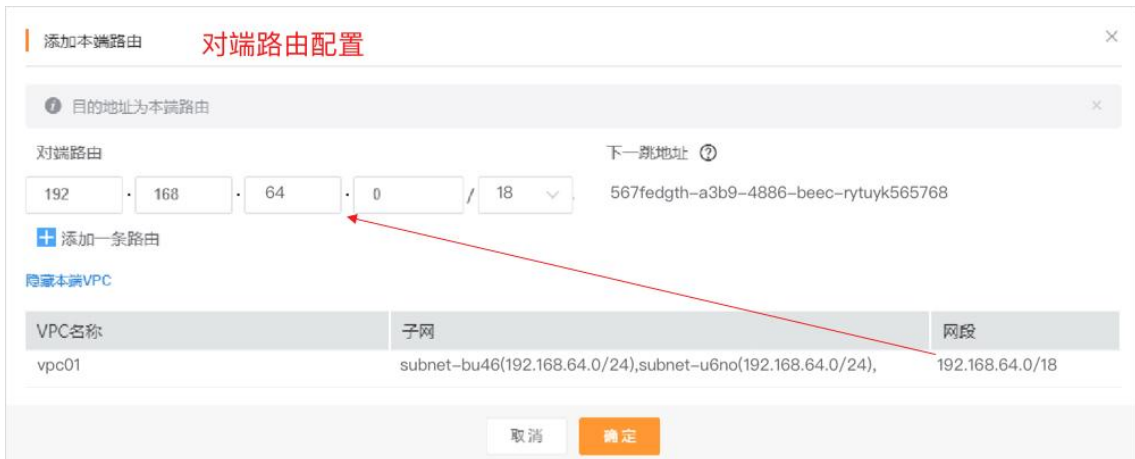 添加本端路由 对端路由配置
目的地址为本端路由
对端路由 下一跳地址
192 . 168 . 64 . 0 / 18 567fedgth-a3b9-4886-beec-rytuyk565768
添加一条路由
隐藏本端VPC
VPC名称 子网 网段
vpc01 subnet-bu46(192.168.64.0/24),subnet-u6no(192.168.64.0/24), 192.168.64.0/18
取消 确定